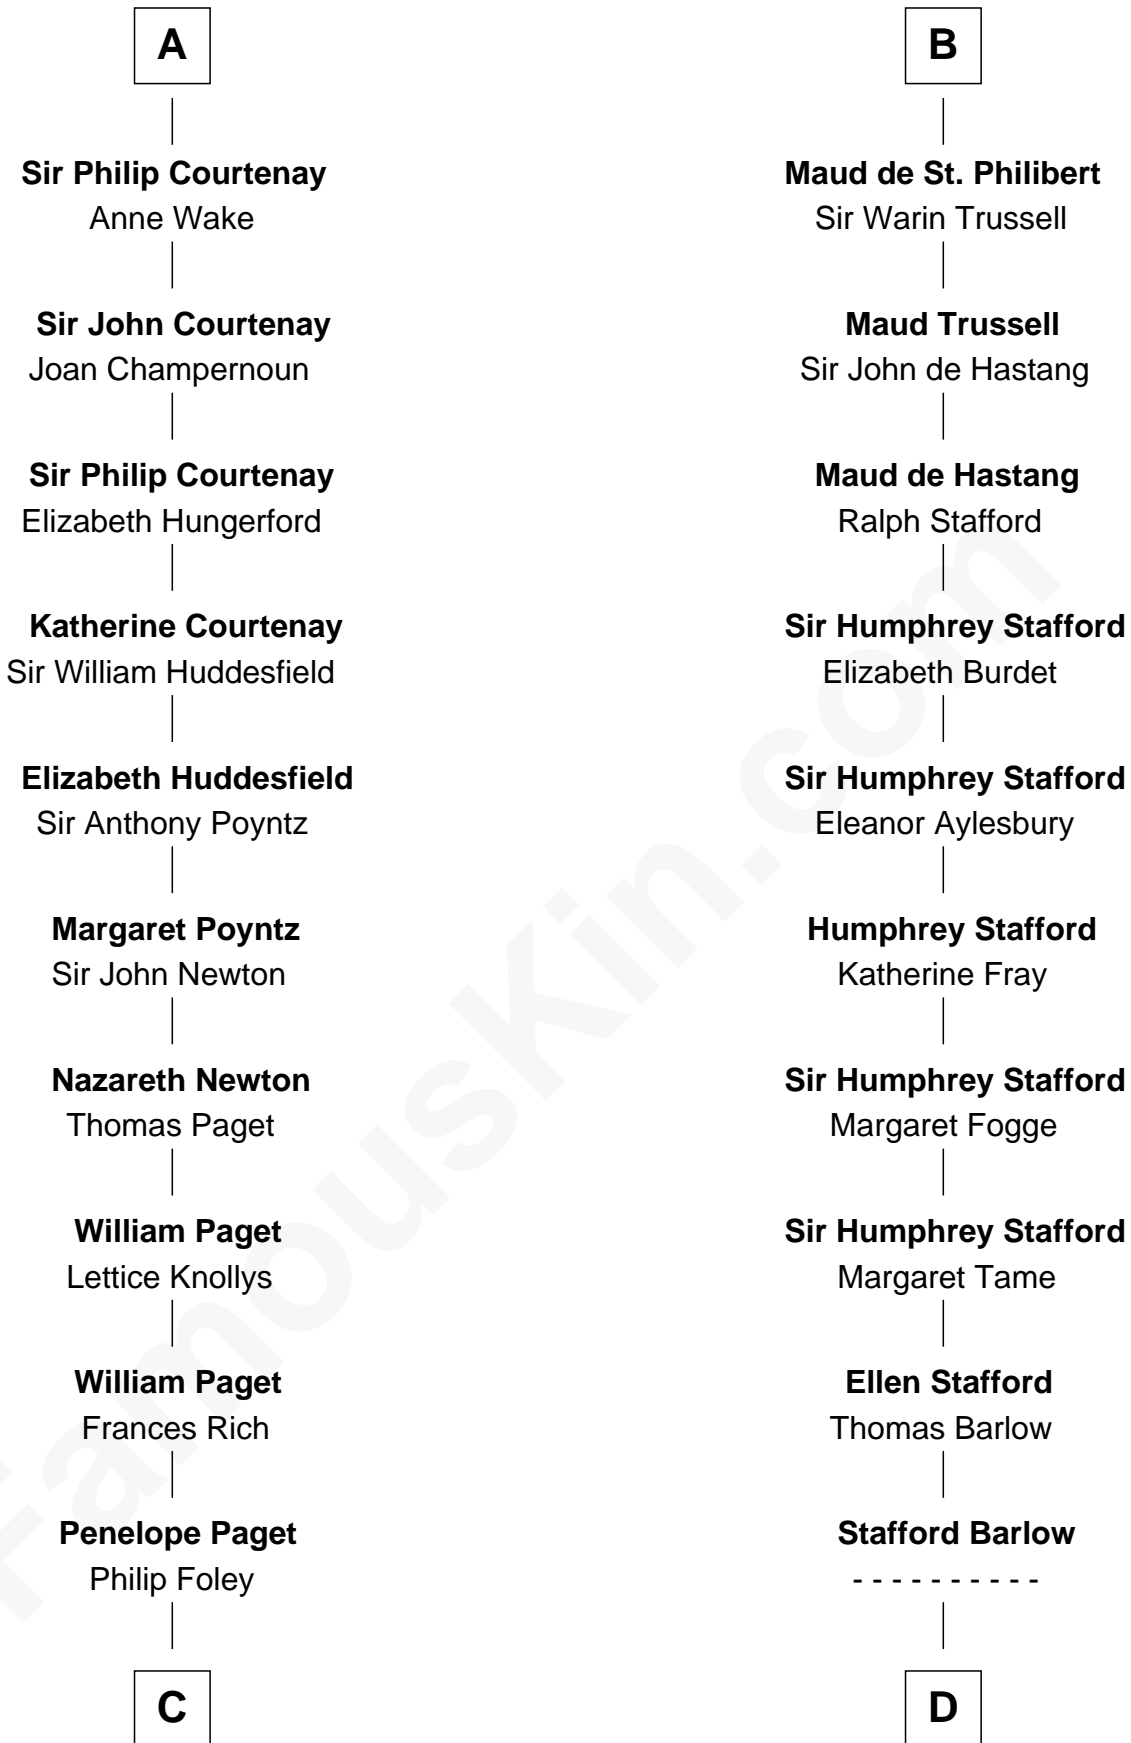 A
Sir Philip Courtenay
Anne Wake
Sir John Courtenay
Joan Champernoun
Sir Philip Courtenay
Elizabeth Hungerford
Katherine Courtenay
Sir William Huddesfield
Elizabeth Huddesfield
Sir Anthony Poyntz
Margaret Poyntz
Sir John Newton
Nazareth Newton
Thomas Paget
William Paget
Lettice Knollys
William Paget
Frances Rich
Penelope Paget
Philip Foley
C
B
Maud de St. Philibert
Sir Warin Trussell
Maud Trussell
Sir John de Hastang
Maud de Hastang
Ralph Stafford
Sir Humphrey Stafford
Elizabeth Burdet
Sir Humphrey Stafford
Eleanor Aylesbury
Humphrey Stafford
Katherine Fray
Sir Humphrey Stafford
Margaret Fogge
Sir Humphrey Stafford
Margaret Tame
Ellen Stafford
Thomas Barlow
Stafford Barlow
- - - - - - - - - -
D
FamousKin.com